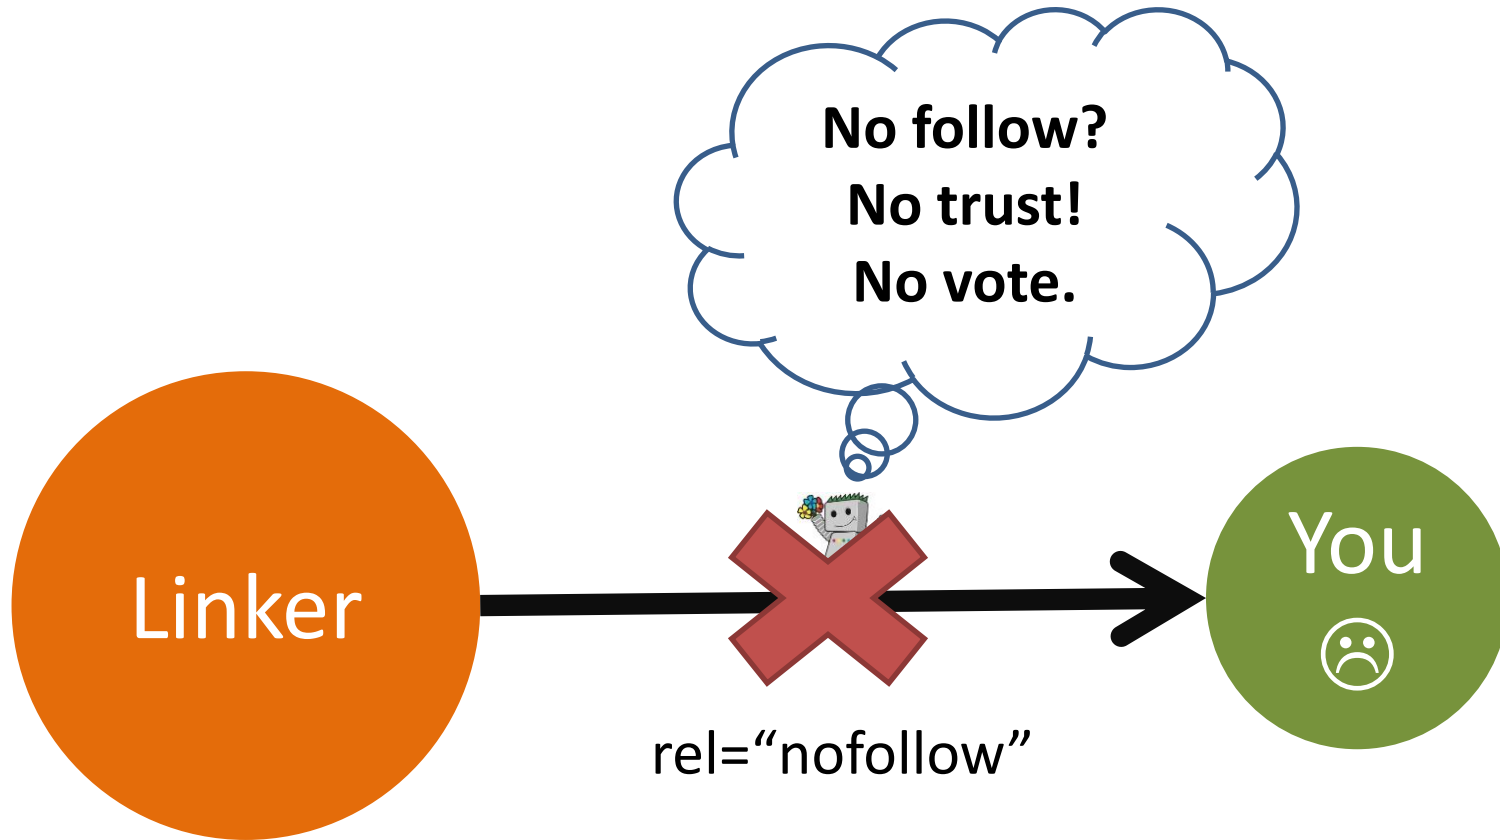 No follow?
No trust!
No vote.
Linker
You
☹
rel=“nofollow”